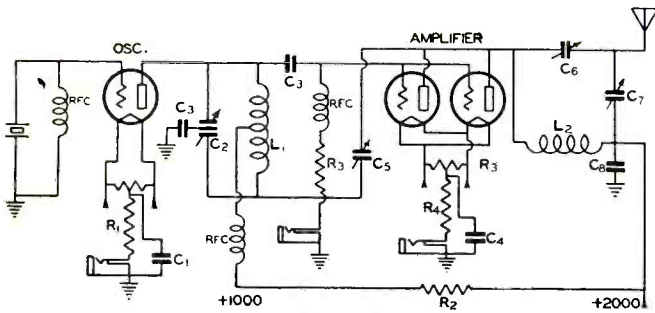 OSC.
AMPLIFIER
RFC
C3
C3
C2
L1
RFC
R3
C5
C6
C7
L2
C8
R3
R4
C4
R1
C1
RFC
+1000
R2
+2000